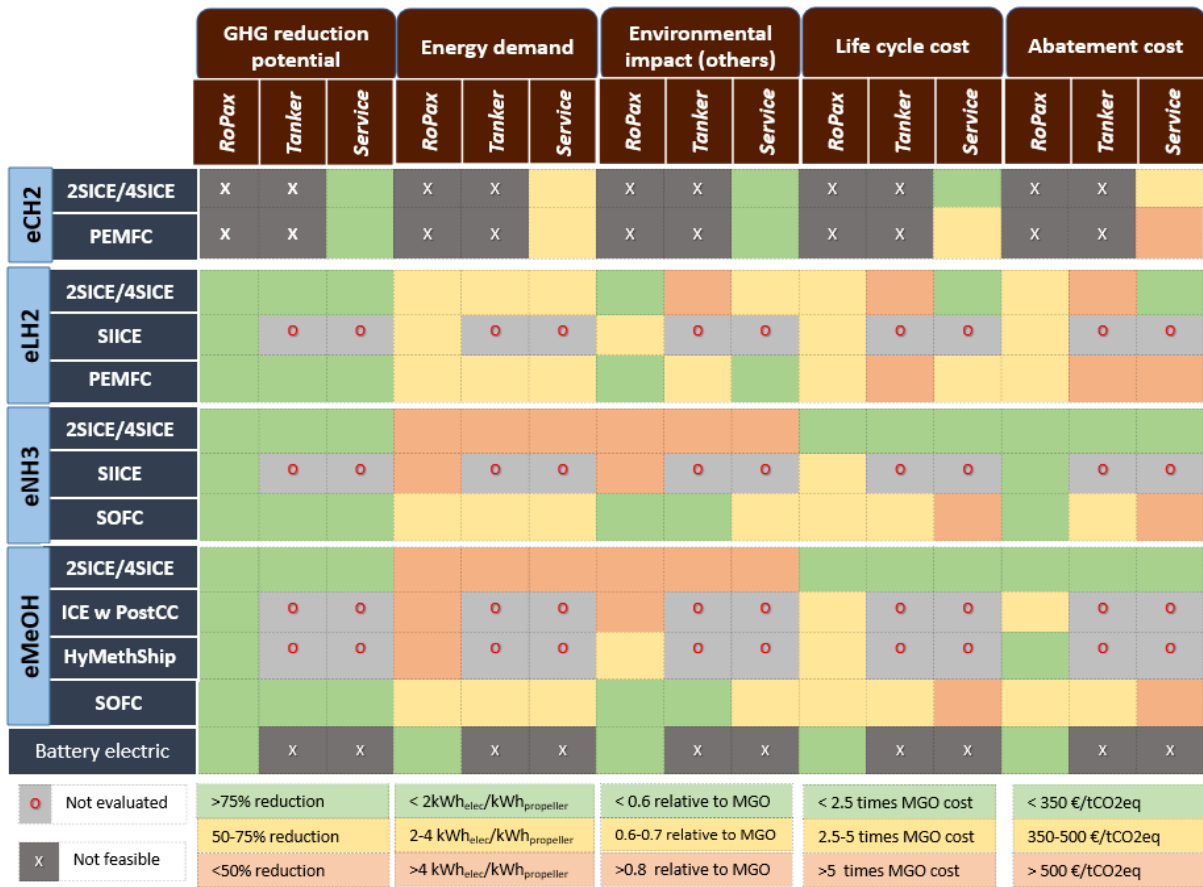 GHG reduction potential
Energy demand
Environmental impact (others)
Life cycle cost
Abatement cost
RoPax Tanker Service RoPax Tanker Service RoPax Tanker Service RoPax Tanker Service RoPax Tanker Service
eCH2
2SICE/4SICE X X X X X X X X X X
PEMFC X X X X X X X X X X
eLH2
2SICE/4SICE
SIICE O O O O O O O O O O
PEMFC
eNH3
2SICE/4SICE
SIICE O O O O O O O O O O
SOFC
eMeOH
2SICE/4SICE
ICE w PostCC O O O O O O O O O O
HyMethShip O O O O O O O O O O
SOFC
Battery electric X X X X X X X X X X
O Not evaluated
X Not feasible
>75% reduction < 2kWhelec/kWhpropeller < 0.6 relative to MGO < 2.5 times MGO cost < 350 €/tCO2eq
50-75% reduction 2-4 kWhelec/kWhpropeller 0.6-0.7 relative to MGO 2.5-5 times MGO cost 350-500 €/tCO2eq
<50% reduction >4 kWhelec/kWhpropeller >0.8 relative to MGO >5 times MGO cost > 500 €/tCO2eq